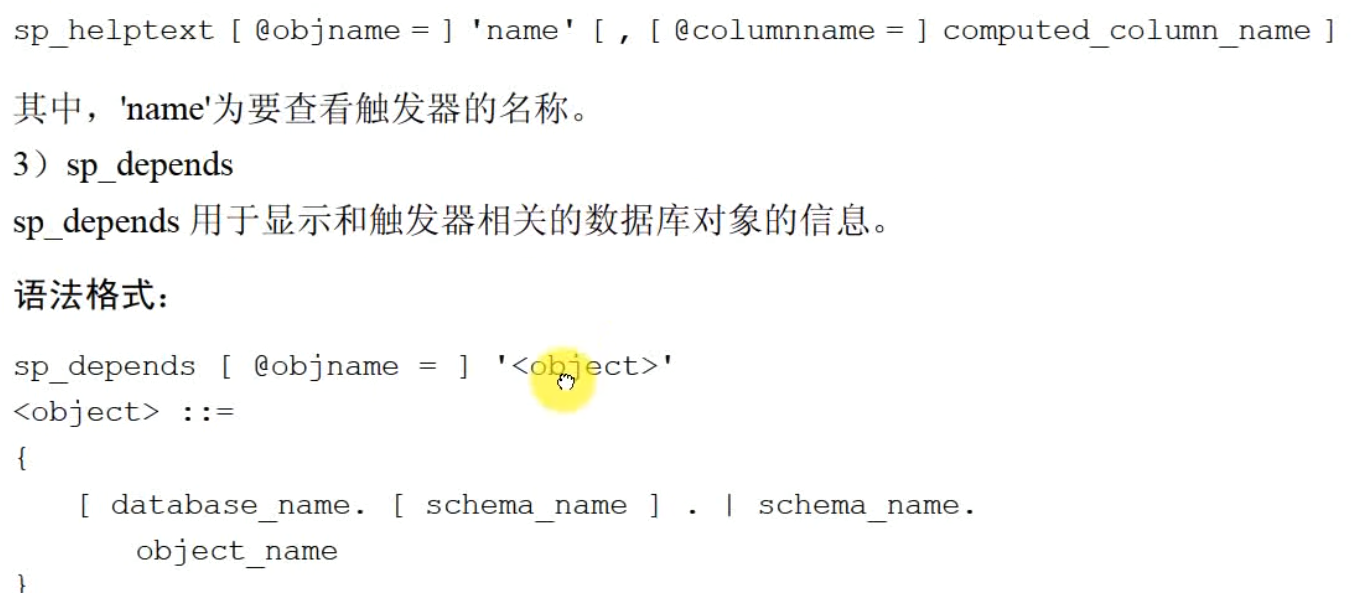 sp_helptext [ @objname = ] 'name' [ , [ @columnname = ] computed_column_name ]
其中，'name'为要查看触发器的名称。
3）sp_depends
sp_depends 用于显示和触发器相关的数据库对象的信息。
语法格式：
sp_depends [ @objname = ] '<object>'
<object> ::=
{
[ database_name. [ schema_name ] . | schema_name.
object_name
}